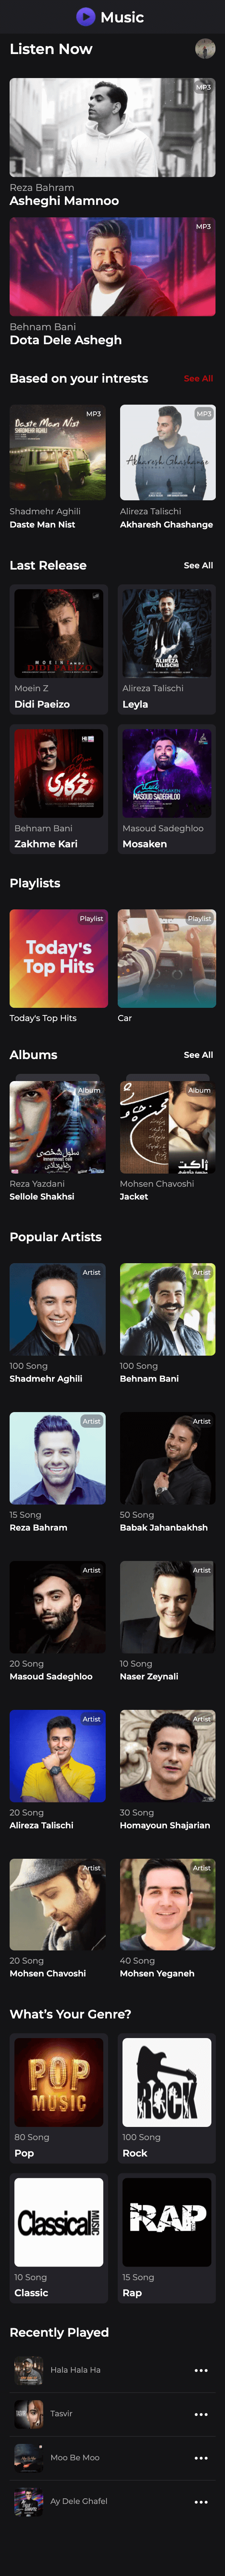 Music
Listen Now
MP3
Reza Bahram
Asheghi Mamnoo
MP3
Behnam Bani
Dota Dele Ashegh
Based on your intrests
See All
Daste Man Nist
SHADMEHR AGHILI
MP3
Akharesh Ghashange
MP3
Shadmehr Aghili
Daste Man Nist
Alireza Talischi
Akharesh Ghashange
Last Release
See All
MOEIN Z
DIDI PAEIZO
ALIREZA
TALISCHI
Moein Z
Didi Paeizo
Alireza Talischi
Leyla
زخم کاری
MOSAKEN
MASOUD SADEGHLOO
Behnam Bani
Zakhme Kari
Masoud Sadeghloo
Mosaken
Playlists
Playlist
Today's
Top Hits
Playlist
Today's Top Hits
Car
Albums
See All
Album
سلول شخصی
رضا یزدانی
Album
ژاکت
Reza Yazdani
Sellole Shakhsi
Mohsen Chavoshi
Jacket
Popular Artists
Artist
Artist
100 Song
Shadmehr Aghili
100 Song
Behnam Bani
Artist
Artist
15 Song
Reza Bahram
50 Song
Babak Jahanbakhsh
Artist
Artist
20 Song
Masoud Sadeghloo
10 Song
Naser Zeynali
Artist
Artist
20 Song
Alireza Talischi
30 Song
Homayoun Shajarian
Artist
Artist
20 Song
Mohsen Chavoshi
40 Song
Mohsen Yeganeh
What's Your Genre?
POP
MUSIC
ROCK
80 Song
Pop
100 Song
Rock
Classical
MUSIC
RAP
10 Song
Classic
15 Song
Rap
Recently Played
Hala Hala Ha
Tasvir
Moo Be Moo
Ay Dele Ghafel